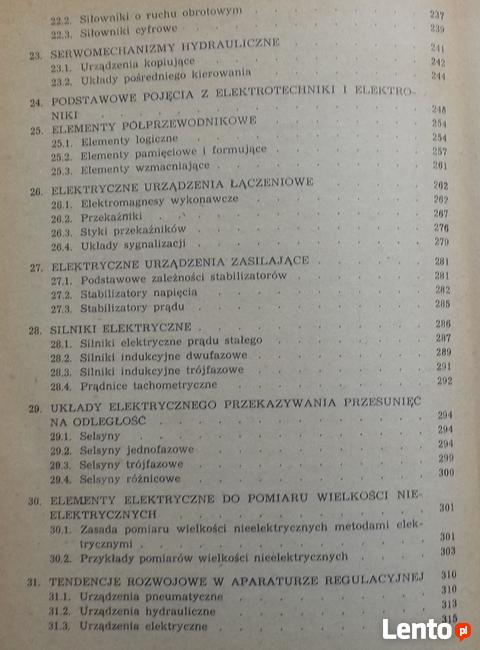 22.2. Siłowniki o ruchu obrotowym 237
22.3. Siłowniki cyfrowe 239
23. SERWOMECHANIZMY HYDRAULICZNE 241
23.1. Urządzenia kopiujące 242
23.2. Układy pośredniego kierowania 244
24. PODSTAWOWE POJĘCIA Z ELEKTROTECHNIKI I ELEKTRO-
NIKI 248
25. ELEMENTY PÓŁPRZEWODNIKOWE 254
25.1. Elementy logiczne 254
25.2. Elementy pamięciowe i formujące 257
25.3. Elementy wzmacniające 261
26. ELEKTRYCZNE URZĄDZENIA ŁĄCZENIOWE 262
26.1. Elektromagnesy wykonawcze 262
26.2. Przekaźniki 267
26.3. Styki przekaźników 276
26.4. Układy sygnalizacji 279
27. ELEKTRYCZNE URZĄDZENIA ZASILAJĄCE 281
27.1. Podstawowe zależności stabilizatorów 281
27.2. Stabilizatory napięcia 282
27.3. Stabilizatory prądu 285
28. SILNIKI ELEKTRYCZNE 286
28.1. Silniki elektryczne prądu stałego 287
28.2. Silniki indukcyjne dwufazowe 289
28.3. Silniki indukcyjne trójfazowe 291
28.4. Prądnice tachometryczne 292
29. UKŁADY ELEKTRYCZNEGO PRZEKAZYWANIA PRZESUNIĘĆ
NA ODLEGŁOŚĆ 294
29.1. Selsyny 294
29.2. Selsyny jednofazowe 294
29.3. Selsyny trójfazowe 299
29.4. Selsyny różnicowe 300
30. ELEMENTY ELEKTRYCZNE DO POMIARU WIELKOŚCI NIE-
ELEKTRYCZNYCH 301
30.1. Zasada pomiaru wielkości nieelektrycznych metodami elek-
trycznymi 301
30.2. Przykłady pomiarów wielkości nieelektrycznych 303
31. TENDENCJE ROZWOJOWE W APARATURZE REGULACYJNEJ 310
31.1. Urządzenia pneumatyczne 310
31.2. Urządzenia hydrauliczne 313
31.3. Urządzenia elektryczne 315
Lento.pl